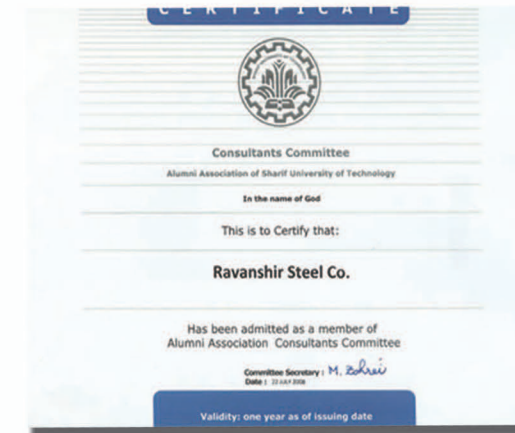 CERTIFICATE
Consultants Committee
Alumni Association of Sharif University of Technology
In the name of God
This is to Certify that:
Ravanshir Steel Co.
Has been admitted as a member of
Alumni Association Consultants Committee
Committee Secretary :
Date :
Validity: one year as of issuing date